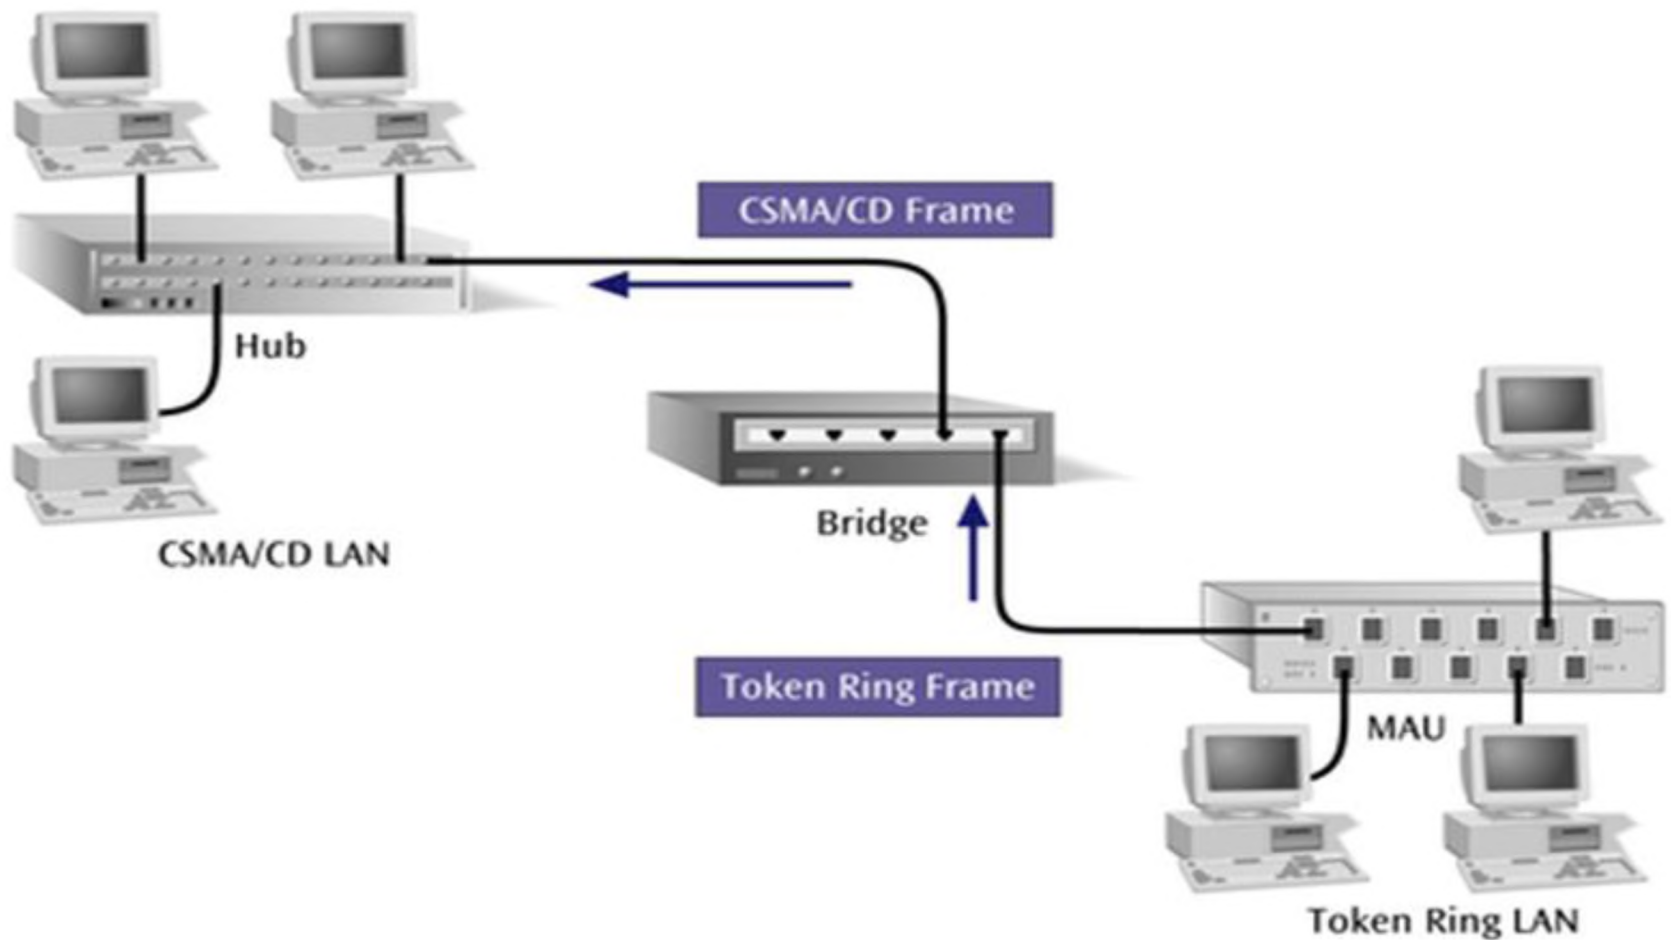 CSMA/CD Frame
Hub
Bridge
CSMA/CD LAN
Token Ring Frame
MAU
Token Ring LAN